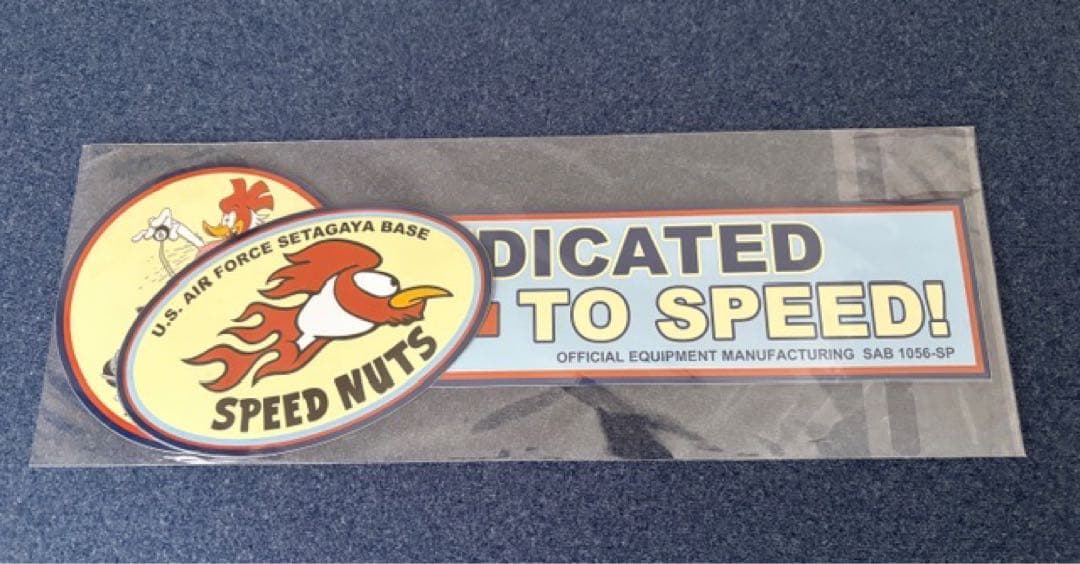 U.S. AIR FORCE SETAGAYA BASE
SPEED NUTS
DICATED
TO SPEED!
OFFICIAL EQUIPMENT MANUFACTURING SAB 1056-SP